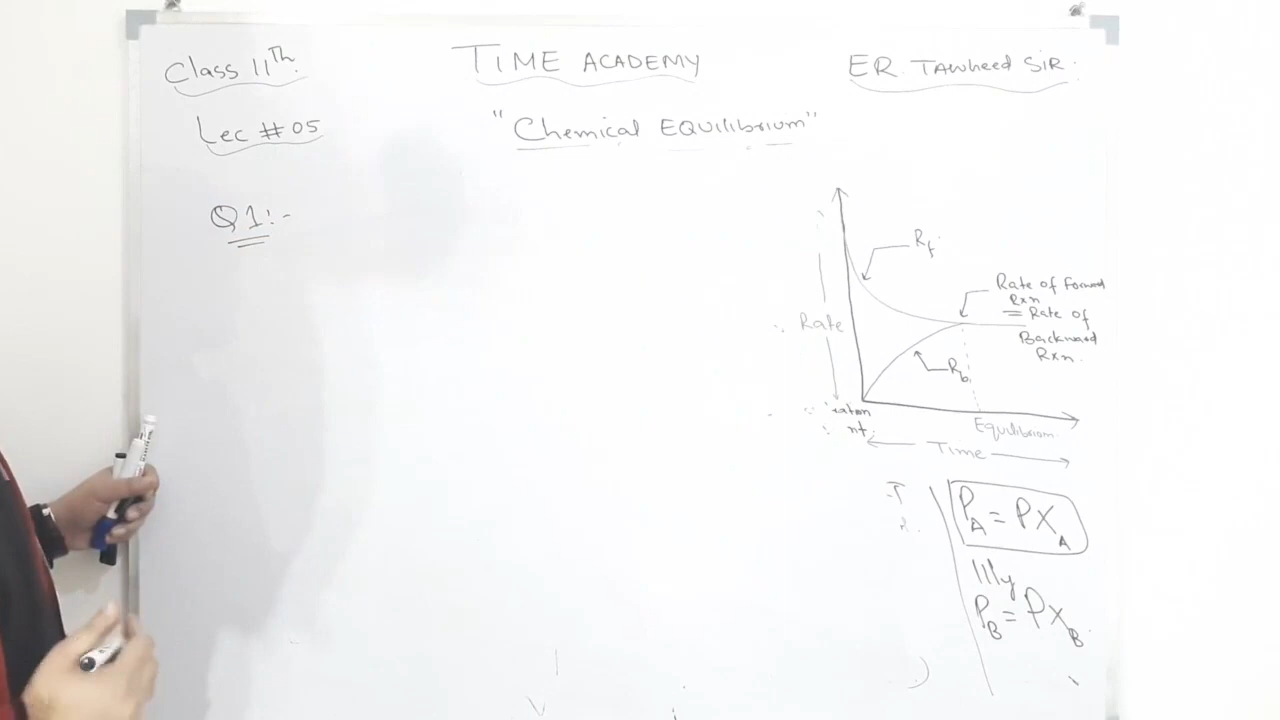 Class 11Th.
TIME ACADEMY
ER. TAWheed SIR.
Lec # 05
"Chemical EQUilibrium"
Q1:-
Rf
Rate of Forward
Rxn
= Rate of
Backward
Rxn.
Rate
Rb
Equilibrium
Time
PA = PXA
Illly
PB = PXB